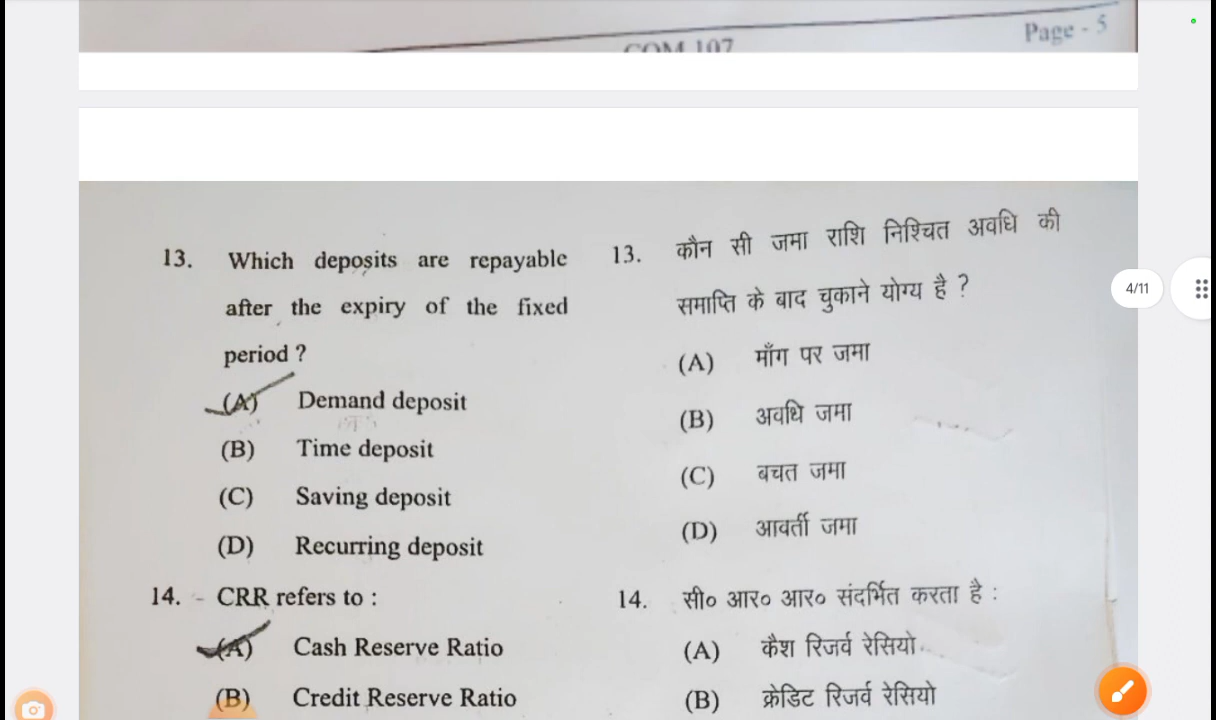 COM 107
Page - 5
13. Which deposits are repayable
after the expiry of the fixed
period ?
(A) Demand deposit
(B) Time deposit
(C) Saving deposit
(D) Recurring deposit
14. - CRR refers to :
(A) Cash Reserve Ratio
(B) Credit Reserve Ratio
13. कौन सी जमा राशि निश्चित अवधि की
समाप्ति के बाद चुकाने योग्य है ?
(A) माँग पर जमा
(B) अवधि जमा
(C) बचत जमा
(D) आवर्ती जमा
14. सी० आर० आर० संदर्भित करता है :
(A) कैश रिजर्व रेसियो
(B) क्रेडिट रिजर्व रेसियो
4/11